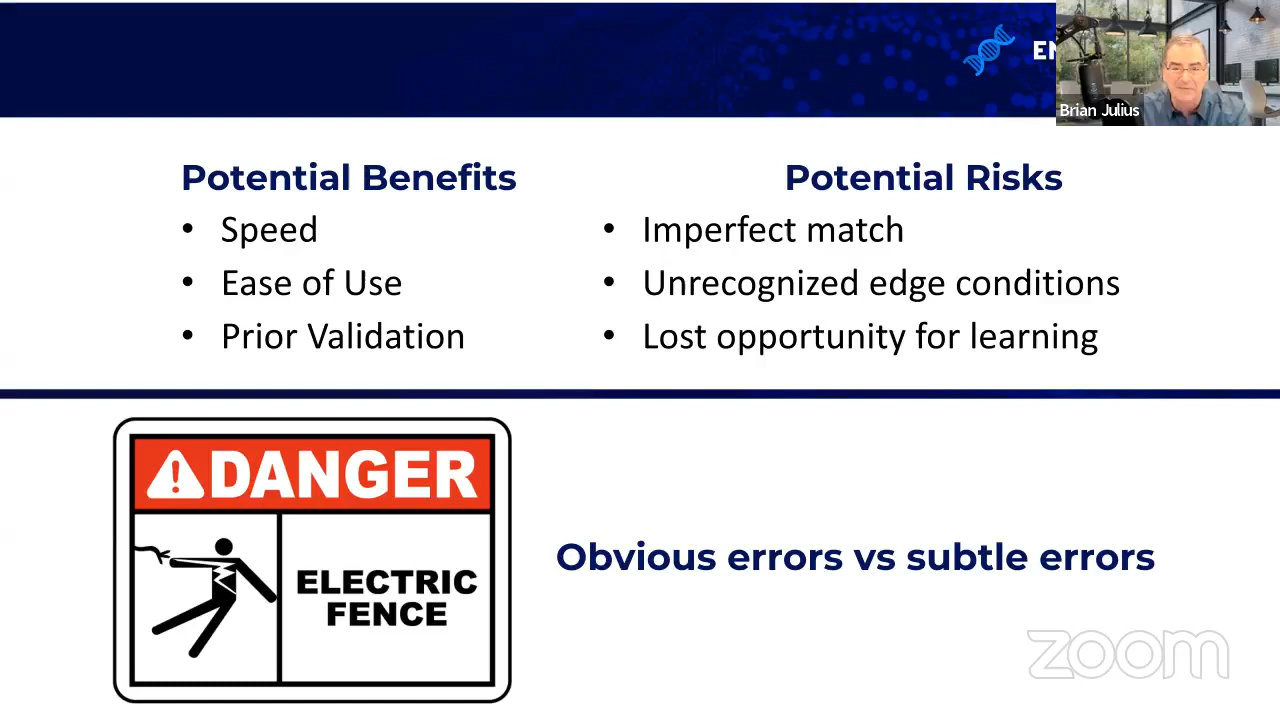 Brian Julius
Potential Benefits
• Speed
• Ease of Use
• Prior Validation
Potential Risks
• Imperfect match
• Unrecognized edge conditions
• Lost opportunity for learning
DANGER
ELECTRIC
FENCE
Obvious errors vs subtle errors
zoom